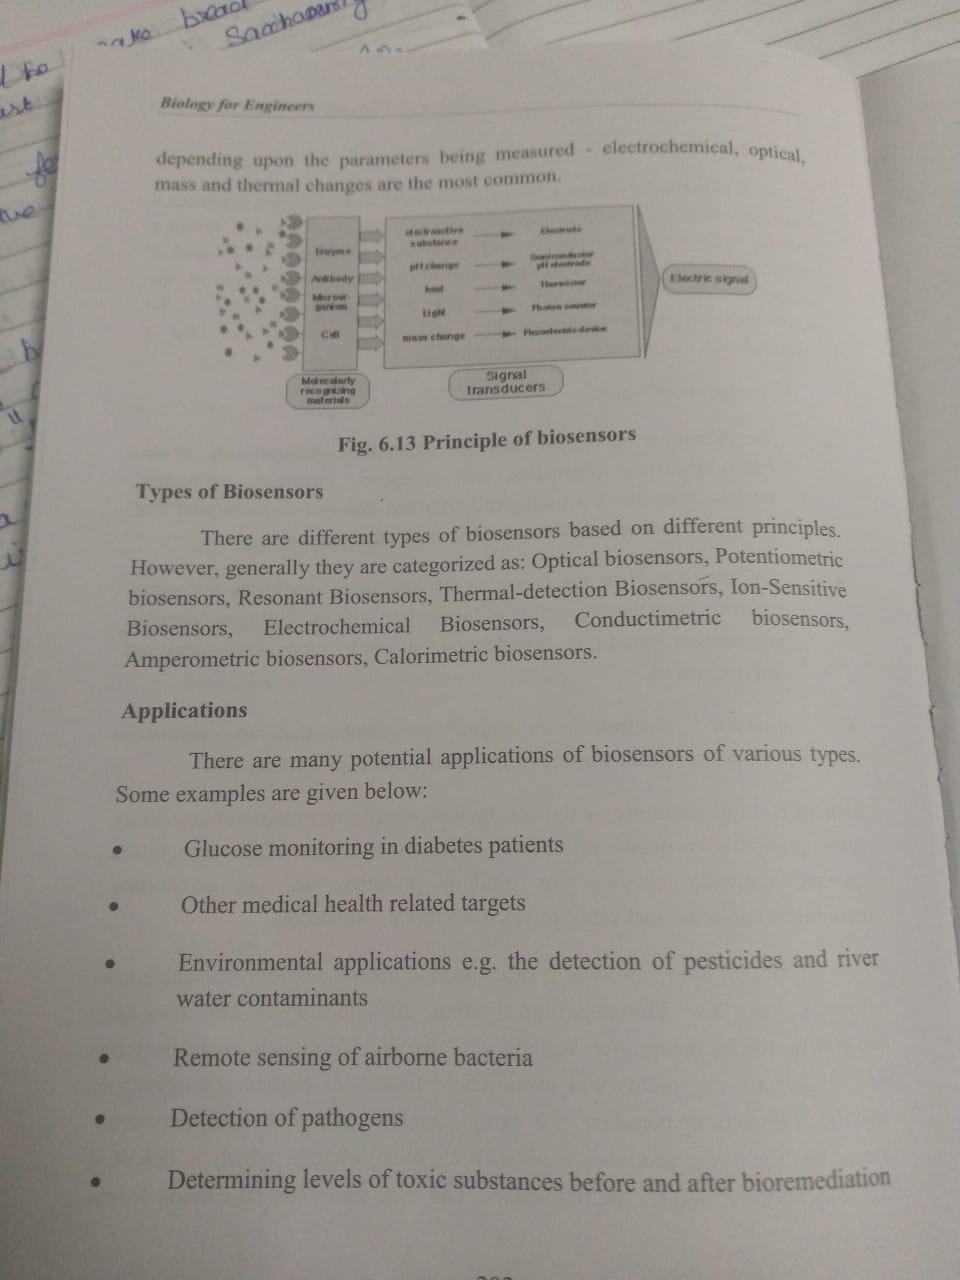 bread
Saccharomy
Biology for Engineers
depending upon the parameters being measured - electrochemical, optical,
mass and thermal changes are the most common.
Enzyme
Antibody
Microor-
ganism
Cell
Molecularly
recognizing
materials
electroactive
substance
Electrode
pH change
Semiconductor
pH electrode
heat
Thermistor
Light
Photon counter
mass change
Piezoelectric device
Signal
transducers
Electric signal
Fig. 6.13 Principle of biosensors
Types of Biosensors
There are different types of biosensors based on different principles.
However, generally they are categorized as: Optical biosensors, Potentiometric
biosensors, Resonant Biosensors, Thermal-detection Biosensors, Ion-Sensitive
Biosensors, Electrochemical Biosensors, Conductimetric biosensors,
Amperometric biosensors, Calorimetric biosensors.
Applications
There are many potential applications of biosensors of various types.
Some examples are given below:
• Glucose monitoring in diabetes patients
• Other medical health related targets
• Environmental applications e.g. the detection of pesticides and river
water contaminants
• Remote sensing of airborne bacteria
• Detection of pathogens
• Determining levels of toxic substances before and after bioremediation